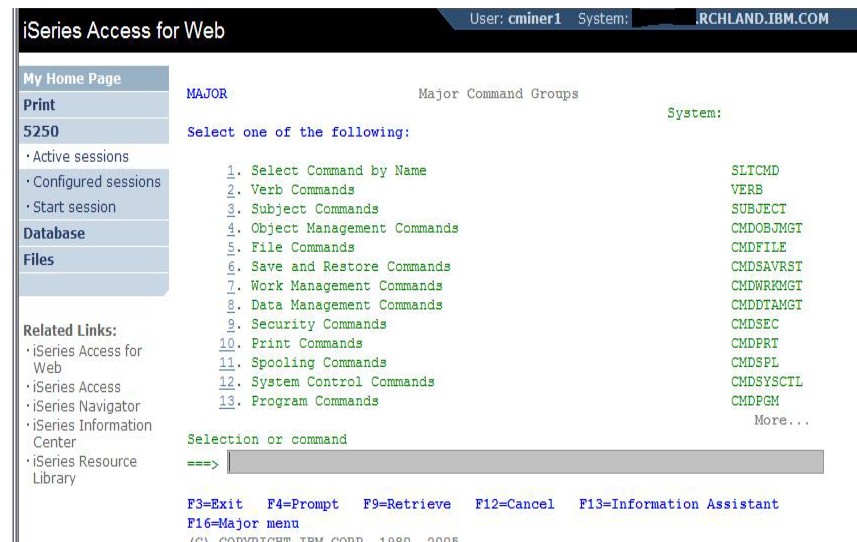 iSeries Access for Web
User: cminer1 System: .RCHLAND.IBM.COM
My Home Page
Print
5250
· Active sessions
· Configured sessions
· Start session
Database
Files
Related Links:
· iSeries Access for
Web
· iSeries Access
· iSeries Navigator
· iSeries Information
Center
· iSeries Resource
Library
MAJOR Major Command Groups
System:
Select one of the following:
1. Select Command by Name SLTCMD
2. Verb Commands VERB
3. Subject Commands SUBJECT
4. Object Management Commands CMDOBJMGT
5. File Commands CMDFILE
6. Save and Restore Commands CMDSAVRST
7. Work Management Commands CMDWRKMGT
8. Data Management Commands CMDDTAMGT
9. Security Commands CMDSEC
10. Print Commands CMDPRT
11. Spooling Commands CMDSPL
12. System Control Commands CMDSYSCTL
13. Program Commands CMDPGM
More...
Selection or command
===>
F3=Exit F4=Prompt F9=Retrieve F12=Cancel F13=Information Assistant
F16=Major menu
(C) COPYRIGHT IBM CORP. 1980, 2005.